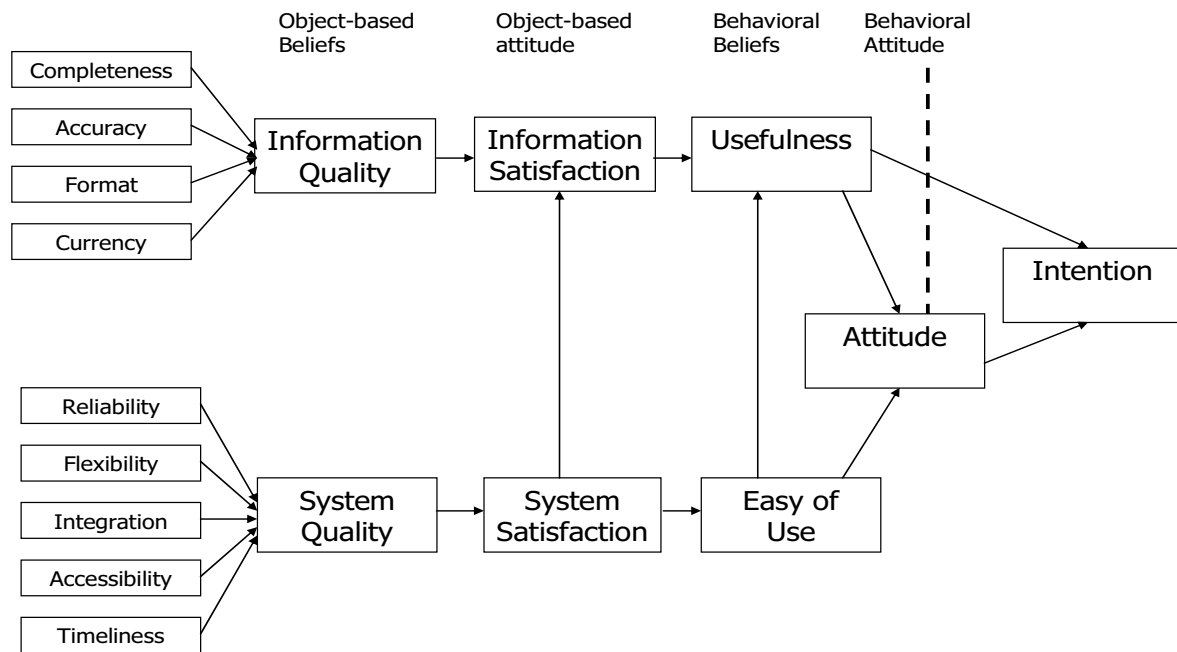 Object-based
Beliefs
Object-based
attitude
Behavioral
Beliefs
Behavioral
Attitude
Completeness
Accuracy
Format
Currency
Information
Quality
Information
Satisfaction
Usefulness
Intention
Attitude
Reliability
Flexibility
Integration
Accessibility
Timeliness
System
Quality
System
Satisfaction
Easy of
Use